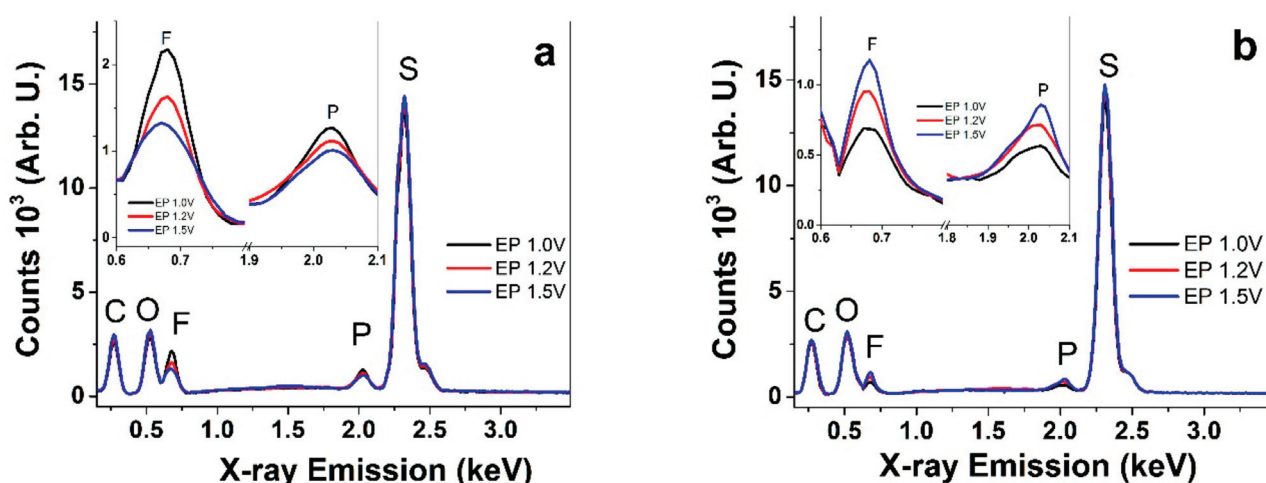 a
Counts 10³ (Arb. U.)
15
10
5
0
0.5
1.0
1.5
2.0
2.5
3.0
X-ray Emission (keV)
C
O
F
P
S
EP 1.0V
EP 1.2V
EP 1.5V
2
1
0
0.6
0.7
1.9
2.0
2.1
F
P
EP 1.0V
EP 1.2V
EP 1.5V
b
Counts 10³ (Arb. U.)
15
10
5
0
0.5
1.0
1.5
2.0
2.5
3.0
X-ray Emission (keV)
C
O
F
P
S
EP 1.0V
EP 1.2V
EP 1.5V
1.0
0.5
0.0
0.6
0.7
1.8
1.9
2.0
2.1
F
P
EP 1.0V
EP 1.2V
EP 1.5V